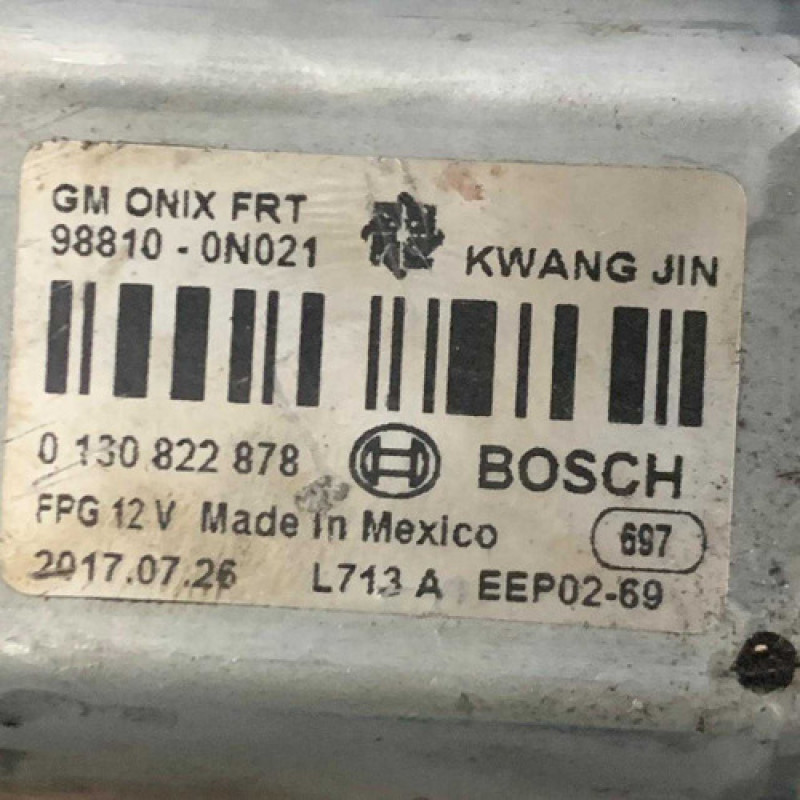 GM ONIX FRT
98810 - 0N021
KWANG JIN
0 130 822 878
BOSCH
FPG 12 V Made In Mexico
697
2017.07.26 L713 A EEP02-69